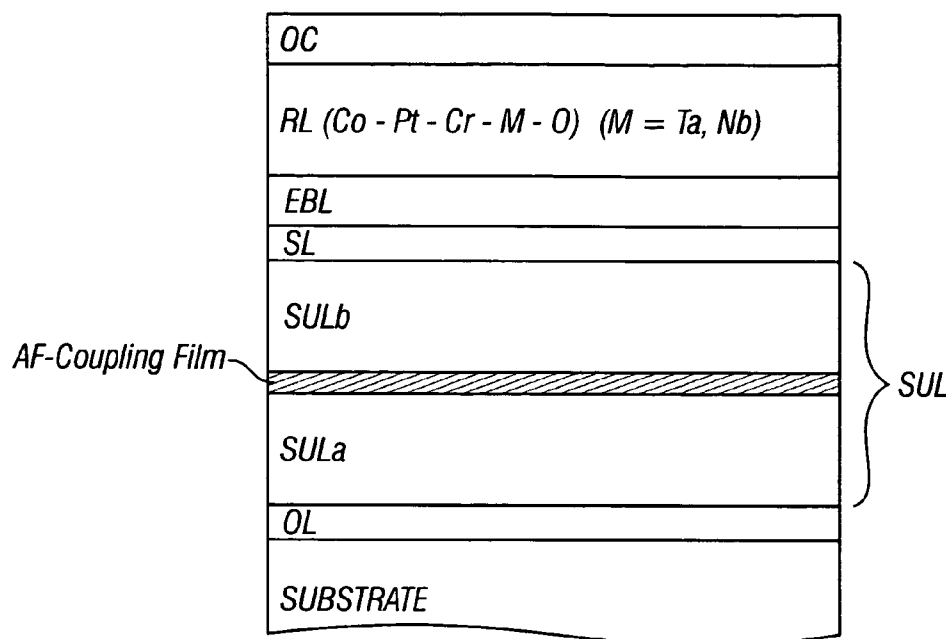 OC
RL (Co - Pt - Cr - M - O) (M = Ta, Nb)
EBL
SL
SULb
AF-Coupling Film
SUL
SULa
OL
SUBSTRATE